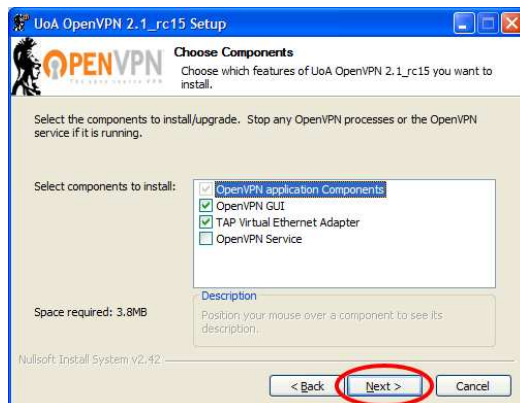 UoA OpenVPN 2.1_rc15 Setup
OPENVPN
Choose Components
Choose which features of UoA OpenVPN 2.1_rc15 you want to
install.
Select the components to install/upgrade. Stop any OpenVPN processes or the OpenVPN
service if it is running.
Select components to install:
OpenVPN application Components
OpenVPN GUI
TAP Virtual Ethernet Adapter
OpenVPN Service
Space required: 3.8MB
Description
Position your mouse over a component to see its
description.
Nullsoft Install System v2.42
< Back
Next >
Cancel